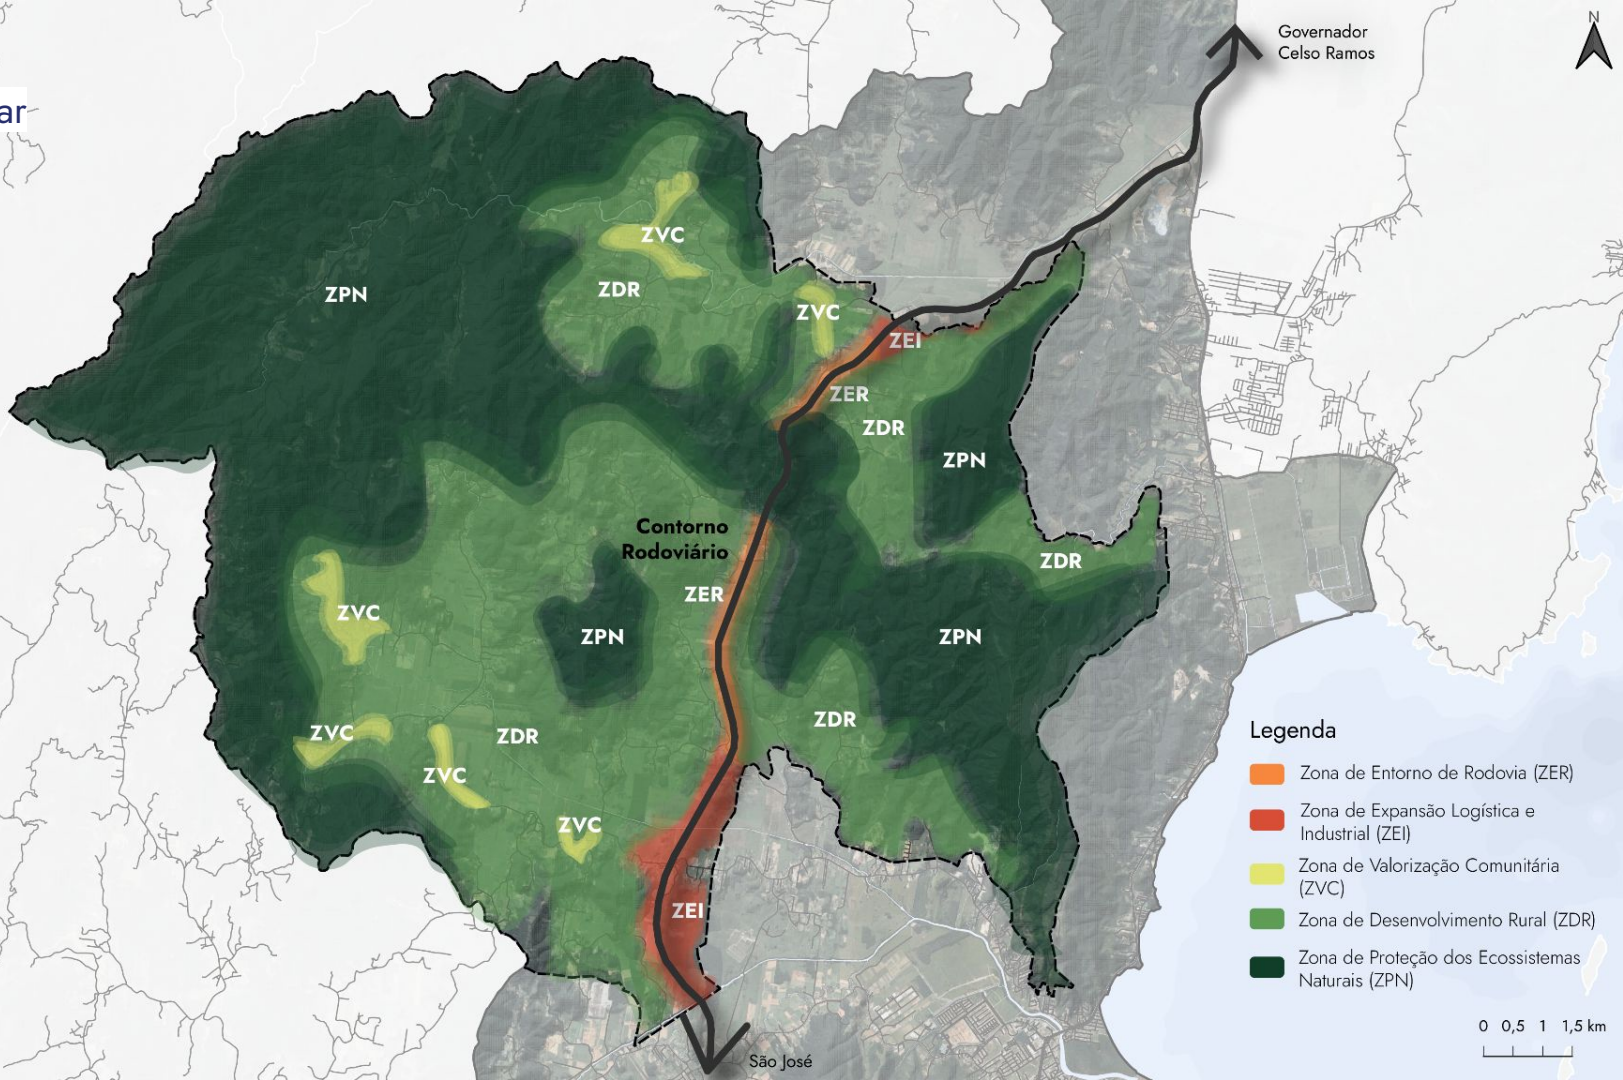 Governador
Celso Ramos
N
ar
ZVC
ZPN
ZDR
ZVC
ZEI
ZER
ZDR
ZPN
Contorno
Rodoviário
ZDR
ZER
ZVC
ZPN
ZPN
ZDR
ZVC
ZDR
ZVC
ZVC
ZEI
São José
Legenda
Zona de Entorno de Rodovia (ZER)
Zona de Expansão Logística e
Industrial (ZEI)
Zona de Valorização Comunitária
(ZVC)
Zona de Desenvolvimento Rural (ZDR)
Zona de Proteção dos Ecossistemas
Naturais (ZPN)
0 0,5 1 1,5 km